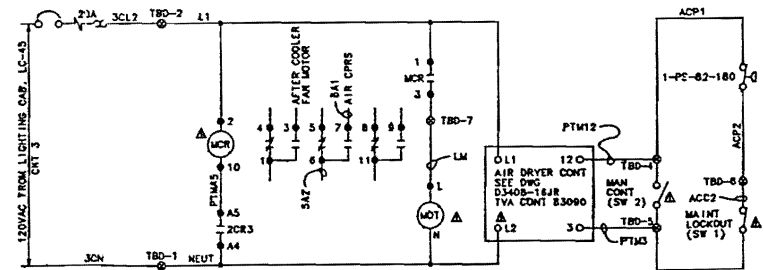 120VAC FROM LIGHTING CAB. LC-45
CKT 3
20A
3CL2
TBD-2
L1
2
MCR
10
PTMA5
A5
2CR3
A4
3CN
TBD-1
NEUT
AFTER COOLER
FAN MOTOR
AIR CPRS
4
3
5
7
8
9
1
6
11
5A2
1
MCR
3
TBD-7
LM
L
MOT
N
L1
12
AIR DRYER CONT
SEE DWG
D340B-16JR
TVA CONT 83090
L2
3
PTM12
TBD-4
MAN
CONT
(SW 2)
TBD-5
PTM3
ACP1
1-PS-82-180
ACP2
TBD-6
ACC2
MAINT
LOCKOUT
(SW 1)